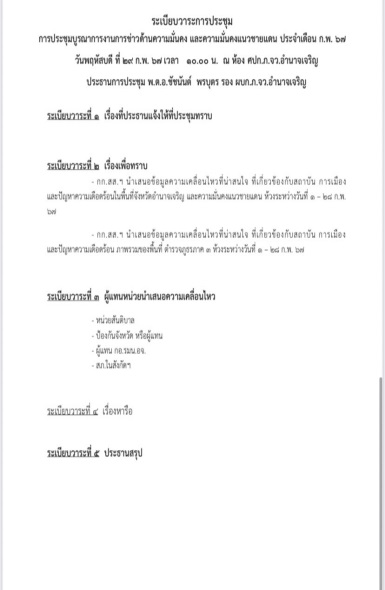 ระเบียบวาระการประชุม
การประชุมบูรณาการงานการข่าวด้านความมั่นคง และความมั่นคงแนวชายแดน ประจำเดือน ก.พ. ๖๗
วันพฤหัสบดี ที่ ๒๙ ก.พ. ๖๗ เวลา ๑๐.๐๐ น. ณ ห้อง ศปก.ภ.จว.อำนาจเจริญ
ประธานการประชุม พ.ต.อ.ชัชนันต์ พรบุตร รอง ผบก.ภ.จว.อำนาจเจริญ
ระเบียบวาระที่ ๑ เรื่องที่ประธานแจ้งให้ที่ประชุมทราบ
ระเบียบวาระที่ ๒ เรื่องเพื่อทราบ
- กก.สส.ฯ นำเสนอข้อมูลความเคลื่อนไหวที่น่าสนใจ ที่เกี่ยวข้องกับสถาบัน การเมือง
และปัญหาความเดือดร้อนในพื้นที่จังหวัดอำนาจเจริญ และความมั่นคงแนวชายแดน ห้วงระหว่างวันที่ ๑ – ๒๘ ก.พ.
๖๗
- กก.สส.ฯ นำเสนอข้อมูลความเคลื่อนไหวที่น่าสนใจ ที่เกี่ยวข้องกับสถาบัน การเมือง
และปัญหาความเดือดร้อน ภาพรวมของพื้นที่ ตำรวจภูธรภาค ๓ ห้วงระหว่างวันที่ ๑ – ๒๘ ก.พ. ๖๗
ระเบียบวาระที่ ๓ ผู้แทนหน่วยนำเสนอความเคลื่อนไหว
- หน่วยสันติบาล
- ป้องกันจังหวัด หรือผู้แทน
- ผู้แทน กอ.รมน.อจ.
- สภ.ในสังกัดฯ
ระเบียบวาระที่ ๔ เรื่องหารือ
ระเบียบวาระที่ ๕ ประธานสรุป